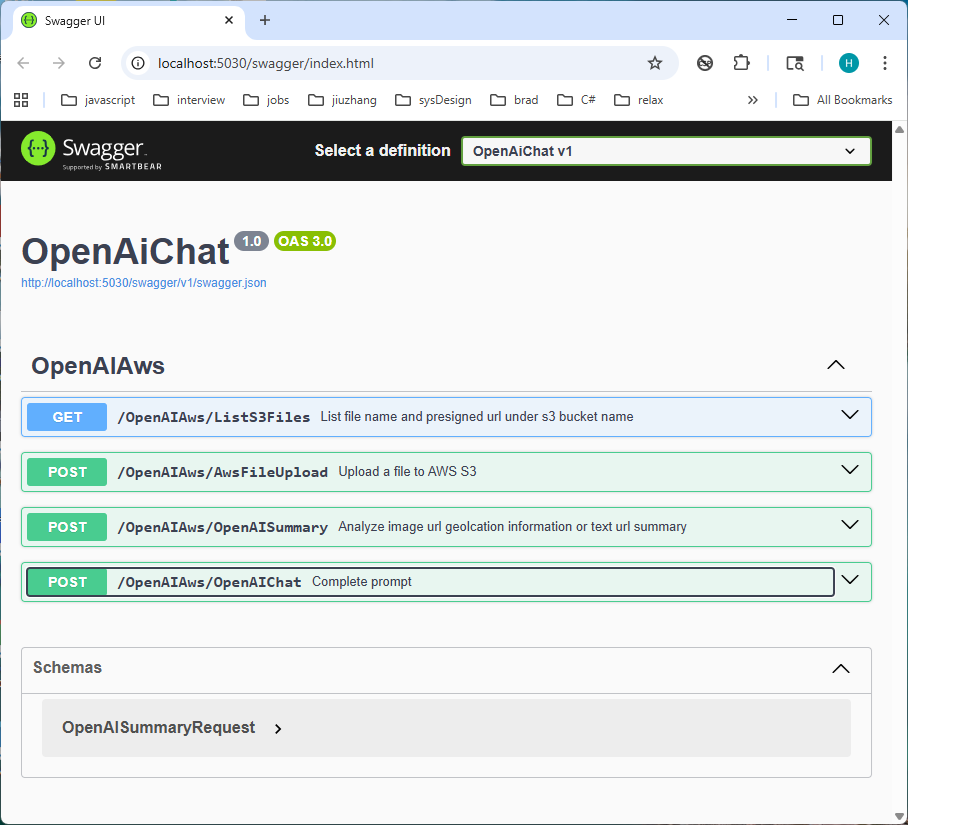 Swagger UI
localhost:5030/swagger/index.html
H
javascript interview jobs jiuzhang sysDesign brad C# relax » All Bookmarks
{··} Swagger
Supported by SMARTBEAR
Select a definition OpenAiChat v1
OpenAiChat 1.0 OAS 3.0
http://localhost:5030/swagger/v1/swagger.json
OpenAIAws
GET /OpenAIAws/ListS3Files List file name and presigned url under s3 bucket name
POST /OpenAIAws/AwsFileUpload Upload a file to AWS S3
POST /OpenAIAws/OpenAISummary Analyze image url geolcation information or text url summary
POST /OpenAIAws/OpenAIChat Complete prompt
Schemas
OpenAISummaryRequest